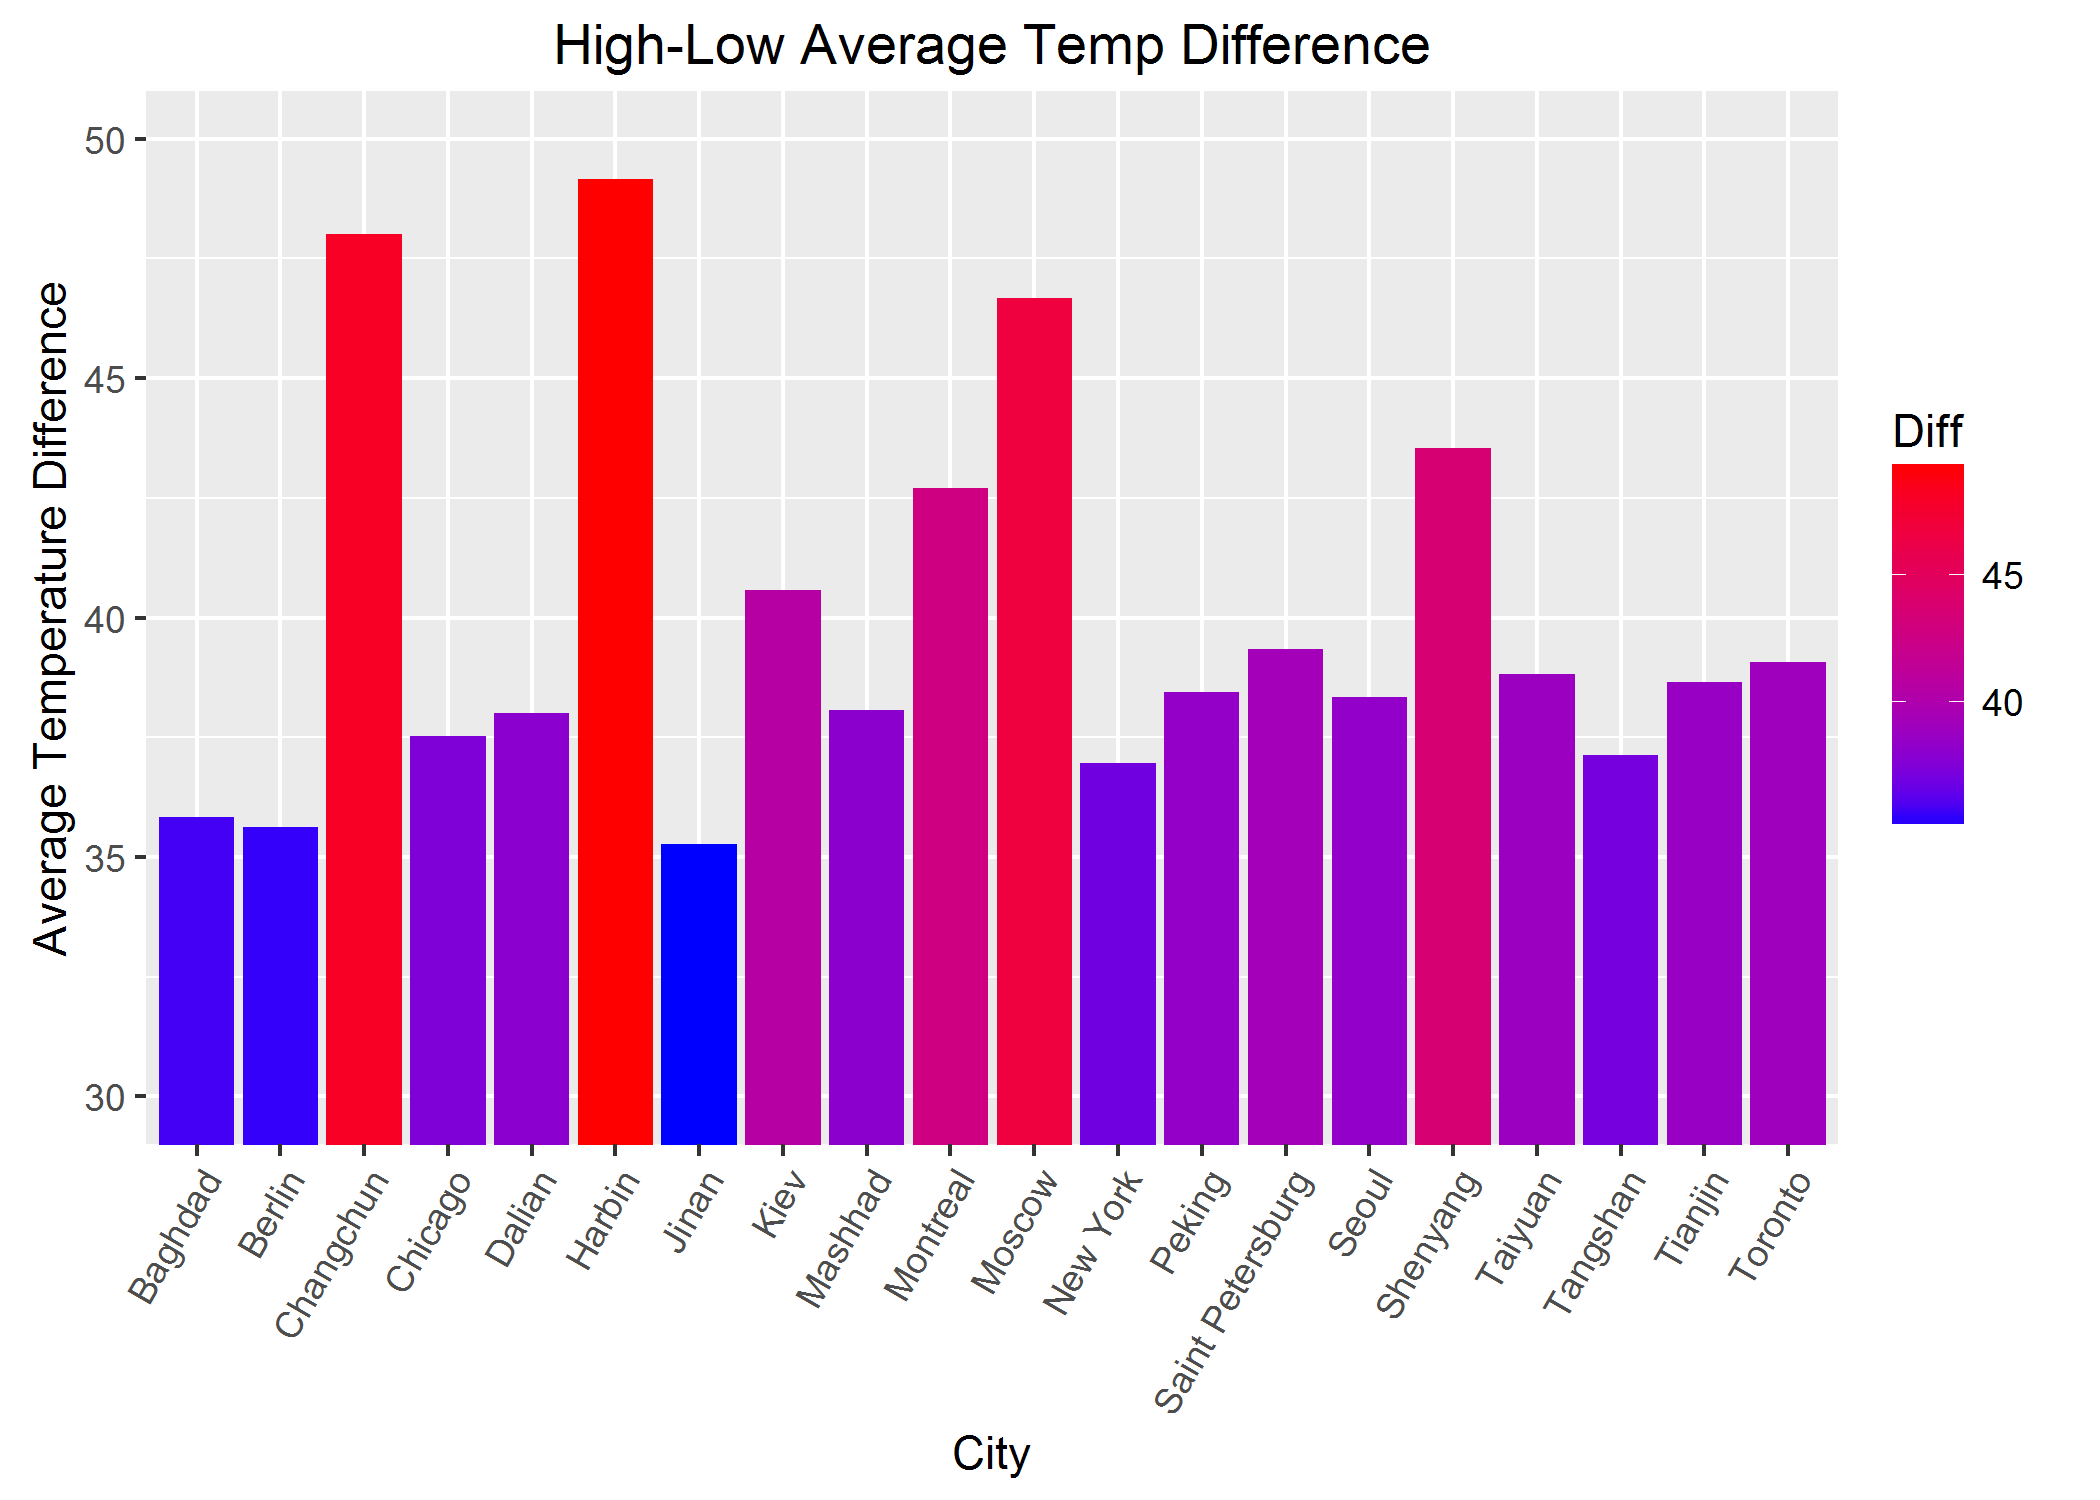 High-Low Average Temp Difference
Average Temperature Difference
50
45
40
35
30
Baghdad
Berlin
Changchun
Chicago
Dalian
Harbin
Jinan
Kiev
Mashhad
Montreal
Moscow
New York
Peking
Saint Petersburg
Seoul
Shenyang
Taiyuan
Tangshan
Tianjin
Toronto
City
Diff
45
40